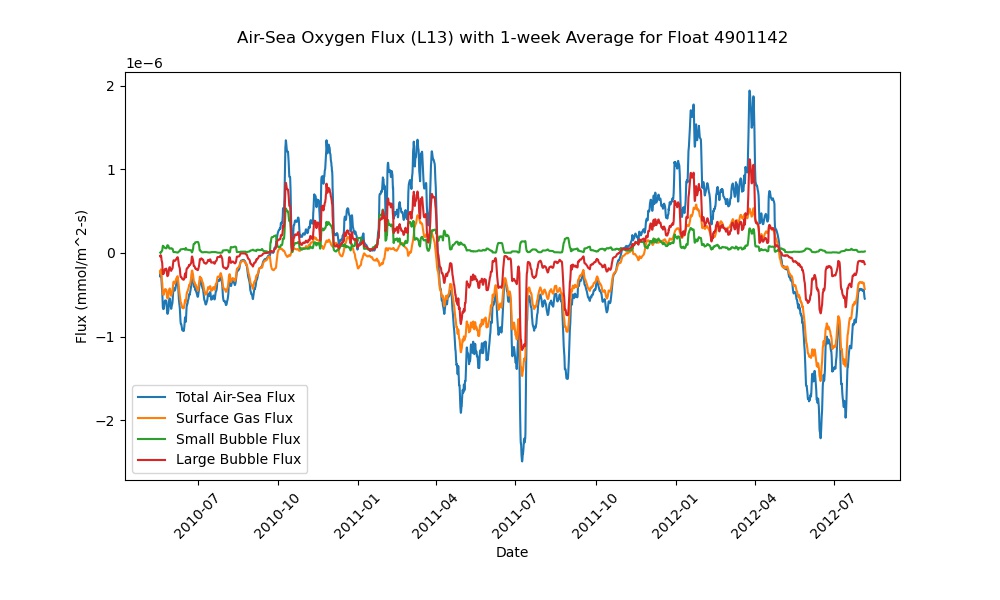 Air-Sea Oxygen Flux (L13) with 1-week Average for Float 4901142
1e−6
2
1
0
−1
−2
Flux (mmol/m^2-s)
Total Air-Sea Flux
Surface Gas Flux
Small Bubble Flux
Large Bubble Flux
2010-07
2010-10
2011-01
2011-04
2011-07
2011-10
2012-01
2012-04
2012-07
Date